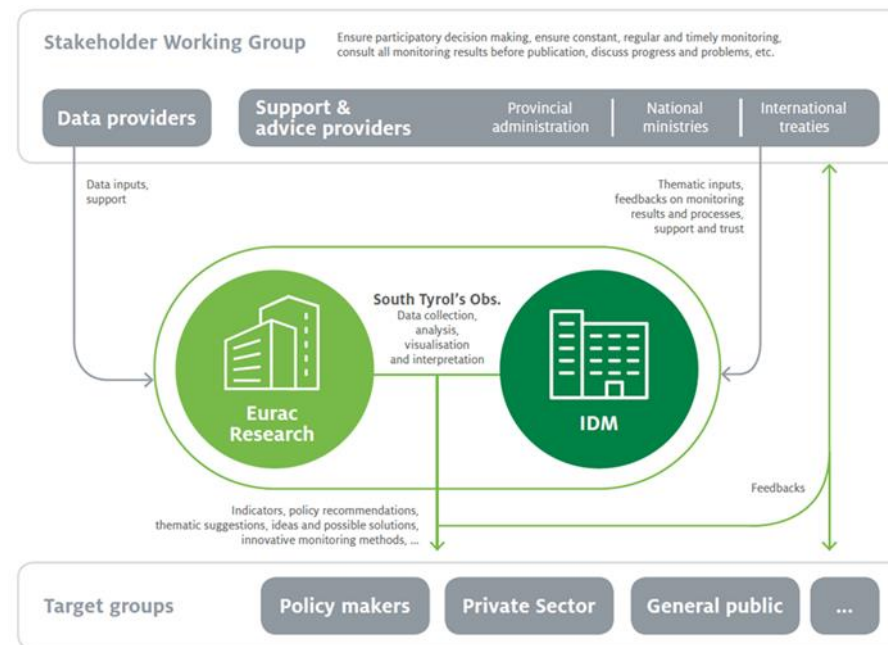 Stakeholder Working Group
Ensure participatory decision making, ensure constant, regular and timely monitoring,
consult all monitoring results before publication, discuss progress and problems, etc.
Data providers
Support &
advice providers
Provincial
administration
National
ministries
International
treaties
Data inputs,
support
Thematic inputs,
feedbacks on monitoring
results and processes,
support and trust
South Tyrol's Obs.
Data collection,
analysis,
visualisation
and interpretation
Eurac
Research
IDM
Indicators, policy recommendations,
thematic suggestions, ideas and possible solutions,
innovative monitoring methods, ...
Feedbacks
Target groups
Policy makers
Private Sector
General public
...